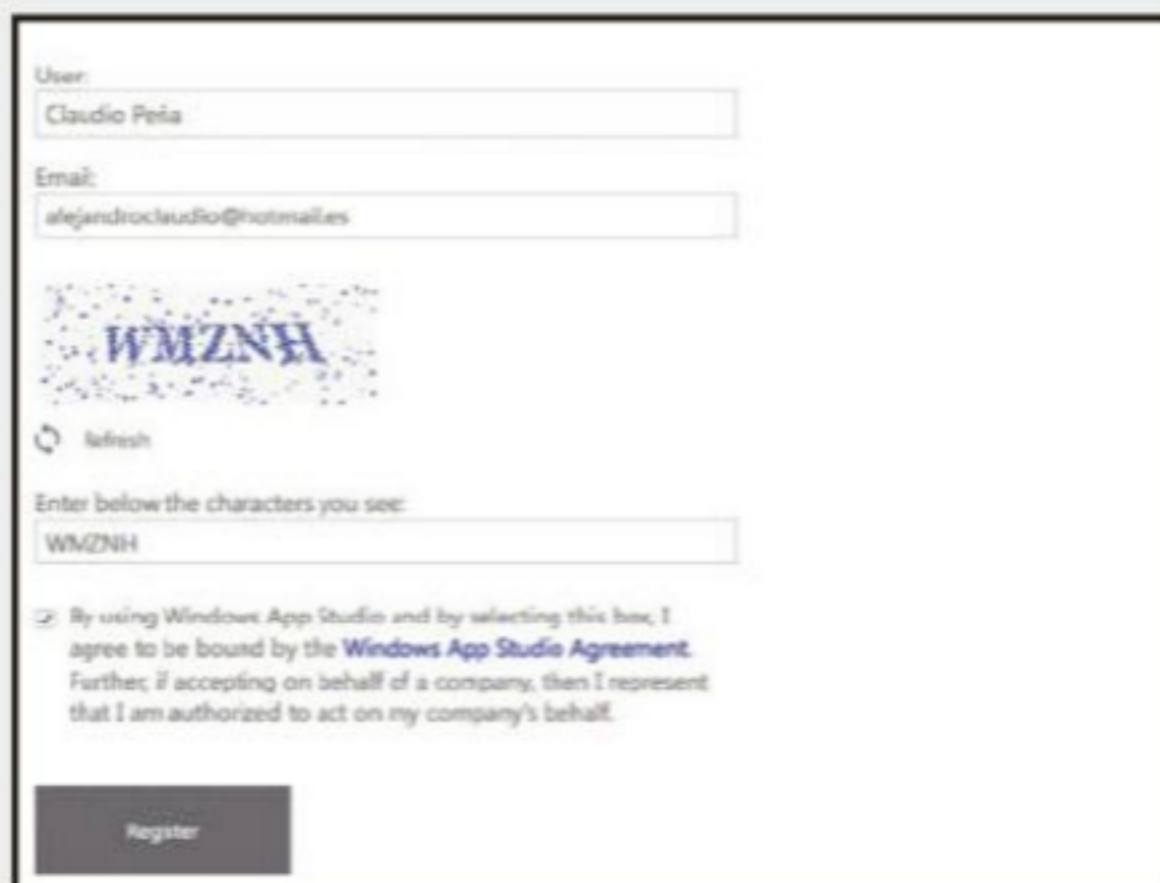 User:
Claudio Peña
Email:
alejandroclaudio@hotmail.es
WMZNH
Refresh
Enter below the characters you see:
WMZNH
By using Windows App Studio and by selecting this box, I
agree to be bound by the Windows App Studio Agreement.
Further, if accepting on behalf of a company, then I represent
that I am authorized to act on my company's behalf.
Register